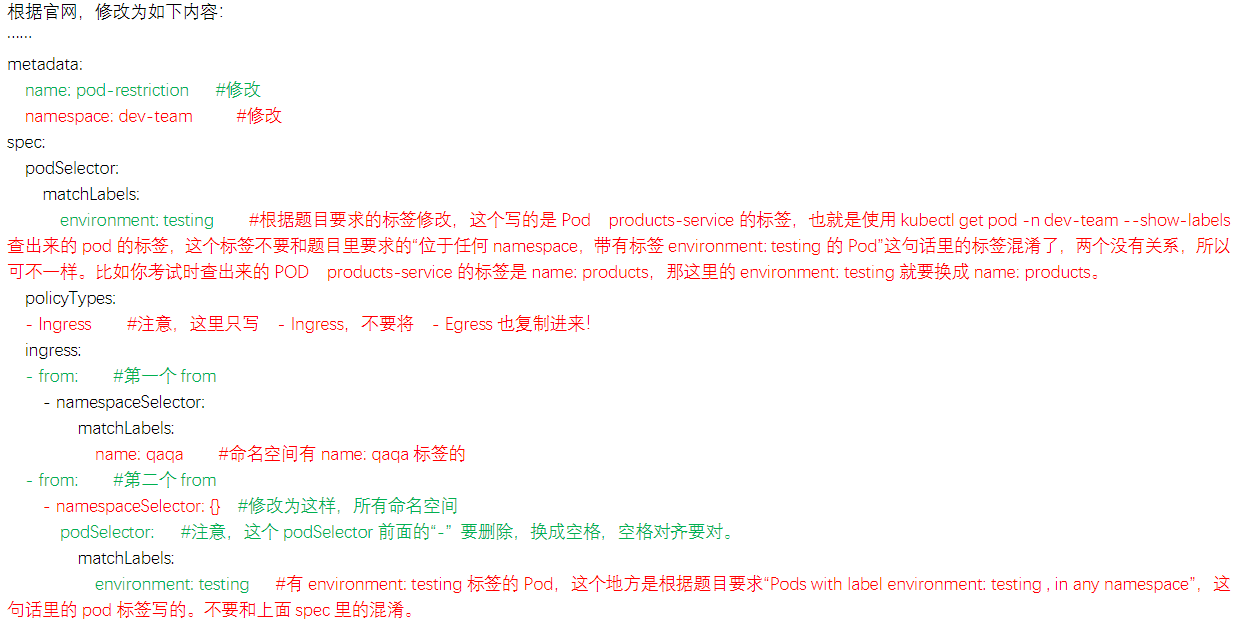 根据官网，修改为如下内容：
……
metadata:
name: pod-restriction #修改
namespace: dev-team #修改
spec:
podSelector:
matchLabels:
environment: testing #根据题目要求的标签修改，这个写的是 Pod products-service 的标签，也就是使用 kubectl get pod -n dev-team --show-labels
查出来的 pod 的标签，这个标签不要和题目里要求的“位于任何 namespace，带有标签 environment: testing 的 Pod”这句话里的标签混淆了，两个没有关系，所以
可不一样。比如你考试时查出来的 POD products-service 的标签是 name: products，那这里的 environment: testing 就要换成 name: products。
policyTypes:
- Ingress #注意，这里只写 - Ingress，不要将 - Egress 也复制进来！
ingress:
- from: #第一个 from
- namespaceSelector:
matchLabels:
name: qaqa #命名空间有 name: qaqa 标签的
- from: #第二个 from
- namespaceSelector: {} #修改为这样，所有命名空间
podSelector: #注意，这个 podSelector 前面的“-” 要删除，换成空格，空格对齐要对。
matchLabels:
environment: testing #有 environment: testing 标签的 Pod，这个地方是根据题目要求“Pods with label environment: testing , in any namespace”，这
句话里的 pod 标签写的。不要和上面 spec 里的混淆。